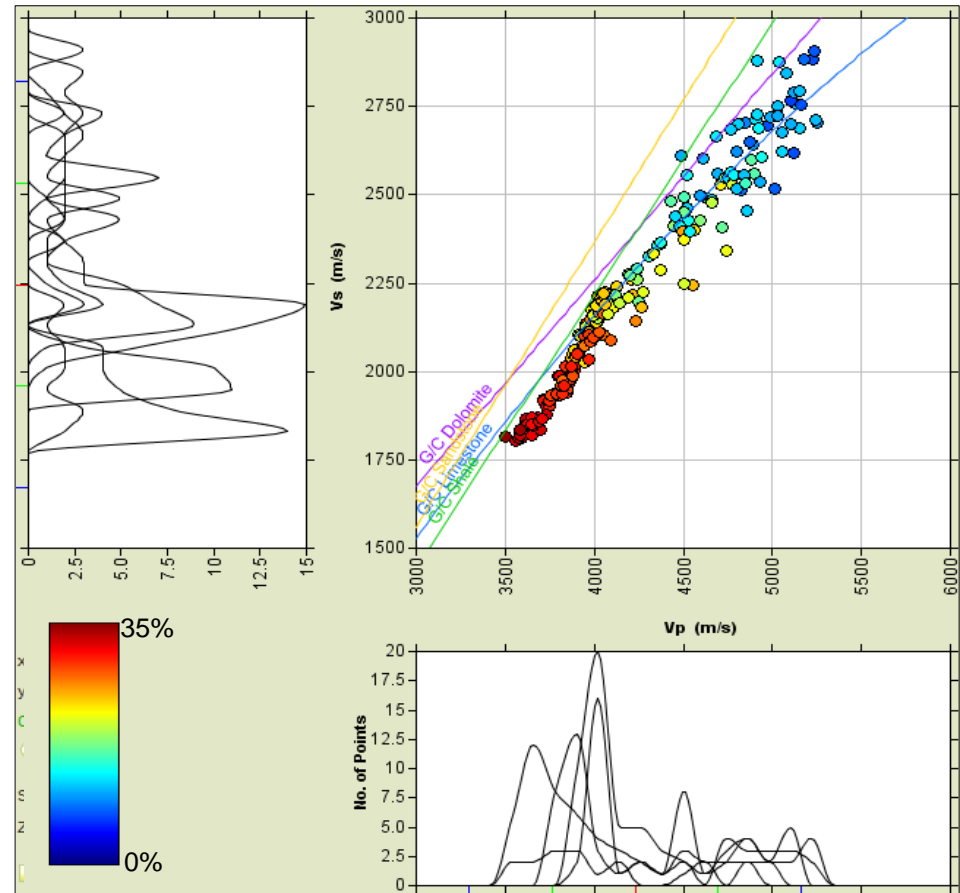 3000
2750
2500
2250
2000
1750
1500
Vs (m/s)
G/C Dolomite
G/C Sandstone
G/C Limestone
G/C Shale
3000
3500
4000
4500
5000
5500
6000
Vp (m/s)
0
2.5
5.0
7.5
10
12.5
15
35%
0%
x
y
s
z
20
17.5
15
12.5
10
7.5
5.0
2.5
0
No. of Points